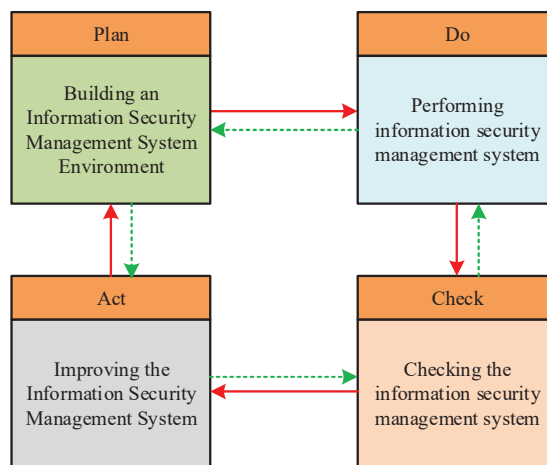 Plan
Building an
Information Security
Management System
Environment
Do
Performing
information security
management system
Act
Improving the
Information Security
Management System
Check
Checking the
information security
management system